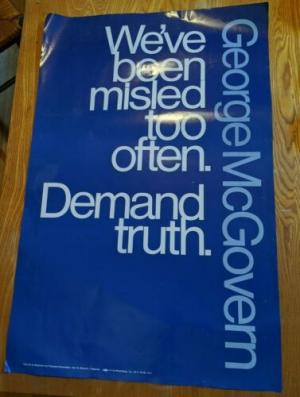 We've
been
misled
too
often.
Demand
truth.
George McGovern